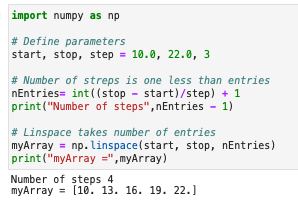 import numpy as np
# Define parameters
start, stop, step = 10.0, 22.0, 3
# Number of streps is one less than entries
nEntries= int((stop - start)/step) + 1
print("Number of steps",nEntries - 1)
# Linspace takes number of entries
myArray = np.linspace(start, stop, nEntries)
print("myArray =",myArray)
Number of steps 4
myArray = [10. 13. 16. 19. 22.]